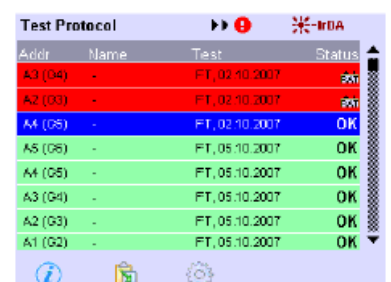 Test Protocol !-IrDA
Addr Name Test Status
A3 (04) - FT, 02.10.2007
A2 (03) - FT, 02.10.2007
A4 (G5) - FT, 02.10.2007 OK
A5 (G6) - FT, 05.10.2007 OK
A4 (G5) - FT, 05.10.2007 OK
A3 (G4) - FT, 05.10.2007 OK
A2 (G3) - FT, 05.10.2007 OK
A1 (G2) - FT, 05.10.2007 OK